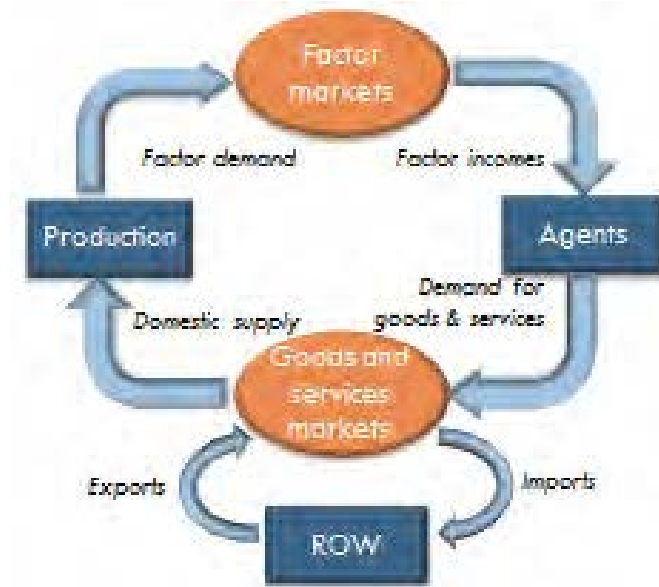 Factor
markets
Factor demand
Factor incomes
Production
Agents
Demand for
goods & services
Domestic supply
Goods and
services
markets
Exports
Imports
ROW